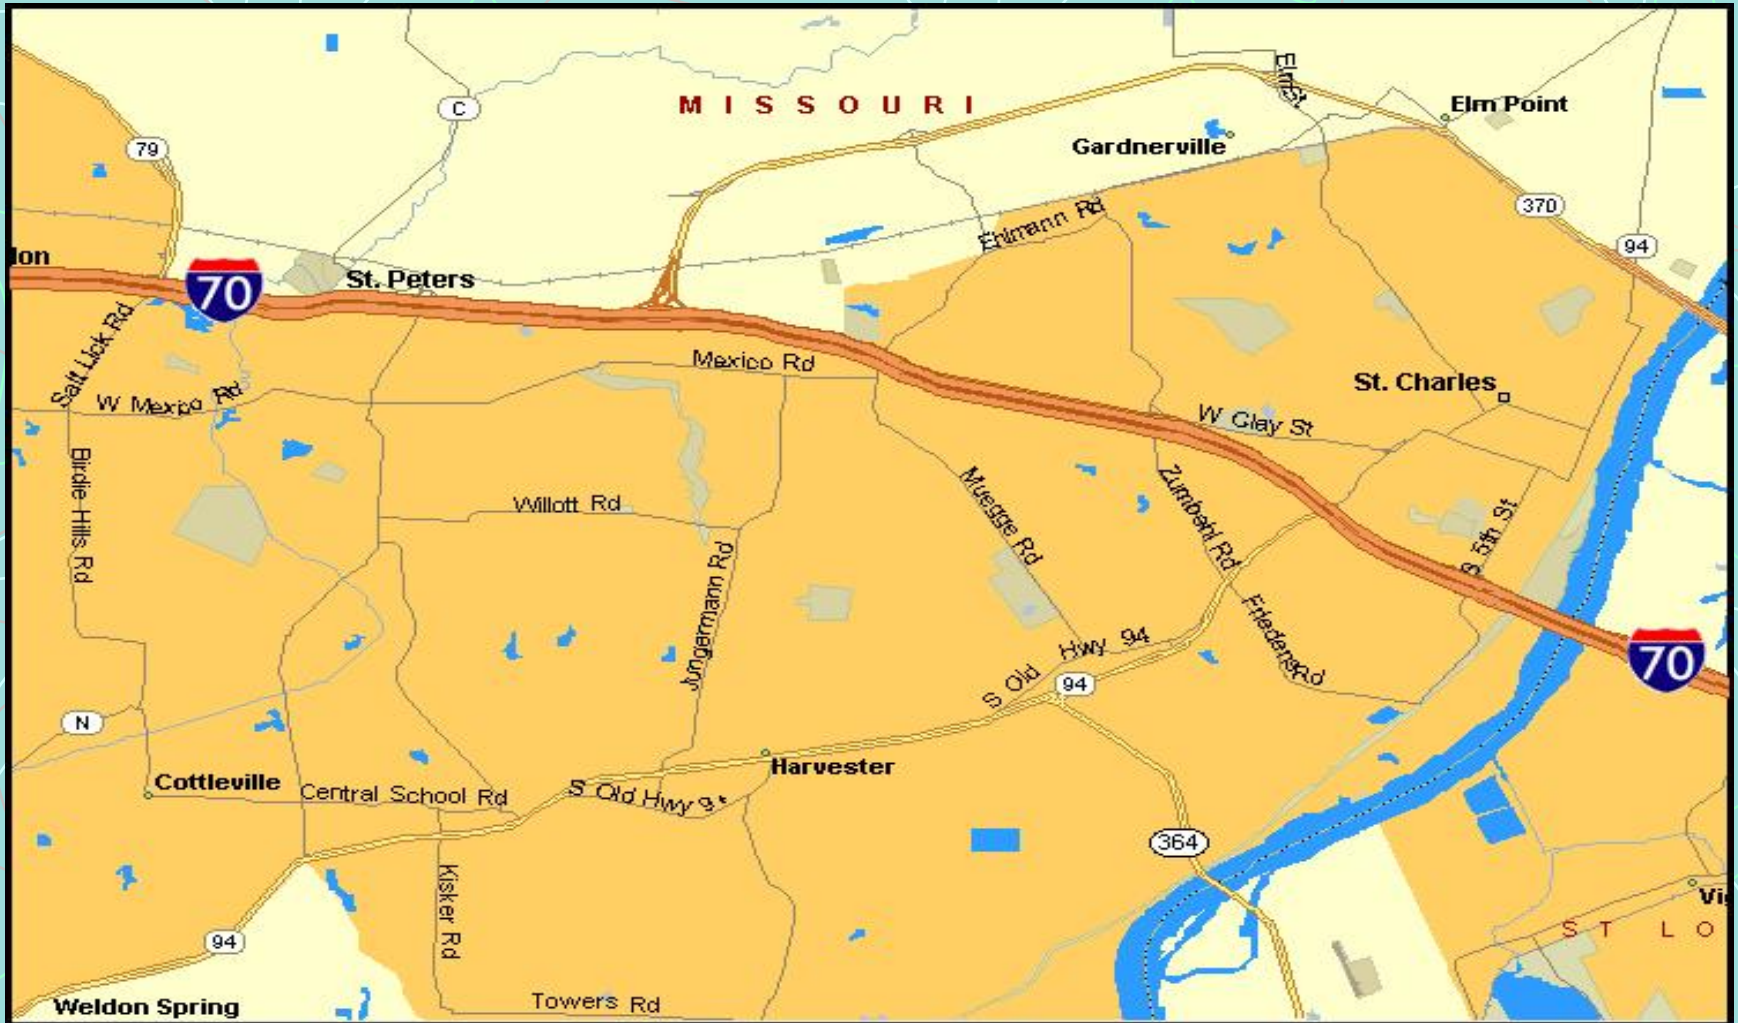 C
MISSOURI
Elm St
Elm Point
79
Gardnerville
370
Ehlmann Rd
94
lon
70
St. Peters
Salt Lick Rd
Mexico Rd
W Mexico Rd
St. Charles
W Clay St
Birdie Hills Rd
Willott Rd
Muegge Rd
Zumbehl Rd
S 5th St
Jungermann Rd
Friedens Rd
S Old Hwy 94
94
70
N
Harvester
Cottleville
Central School Rd
S Old Hwy 94
364
Kisker Rd
94
Vi
ST LO
Weldon Spring
Towers Rd